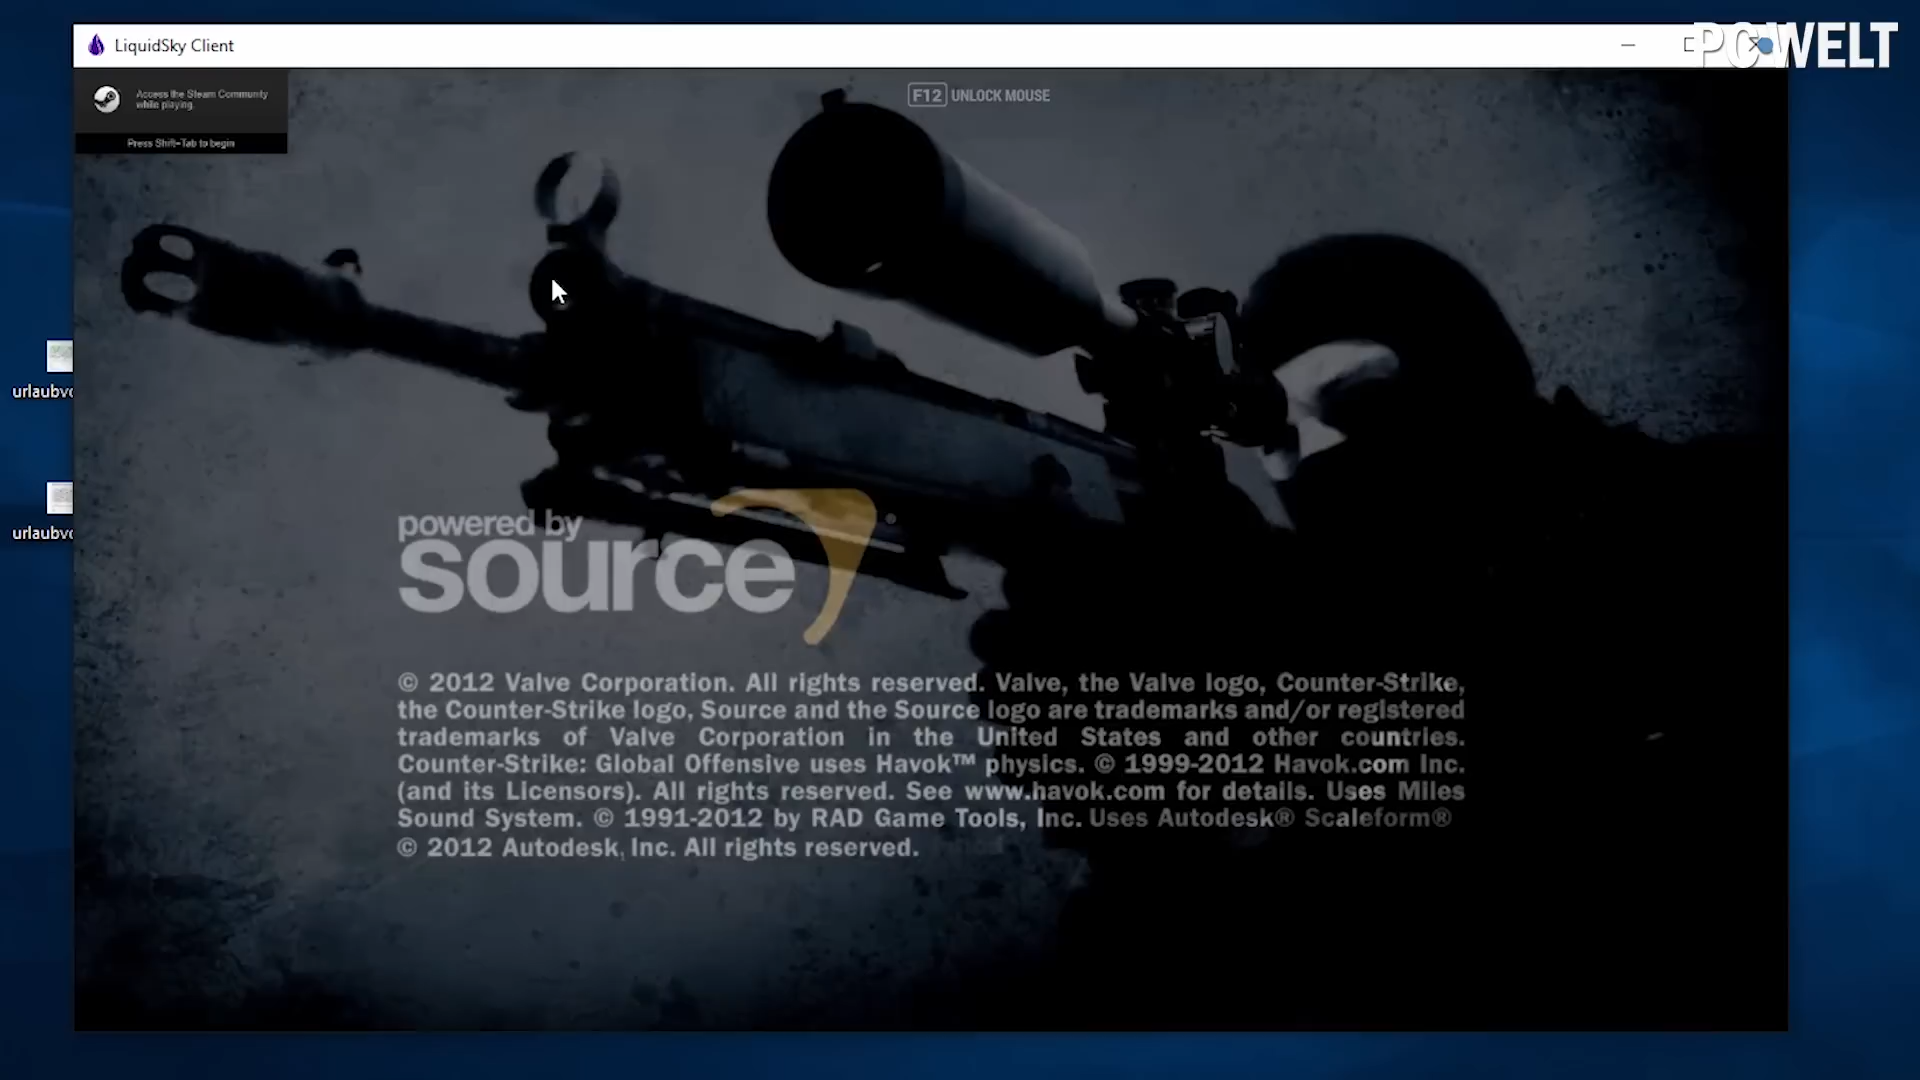 LiquidSky Client
PC WELT
Access the Steam Community
while playing.
Press Shift+Tab to begin
F12 UNLOCK MOUSE
powered by
source
© 2012 Valve Corporation. All rights reserved. Valve, the Valve logo, Counter-Strike,
the Counter-Strike logo, Source and the Source logo are trademarks and/or registered
trademarks of Valve Corporation in the United States and other countries.
Counter-Strike: Global Offensive uses Havok™ physics. © 1999-2012 Havok.com Inc.
(and its Licensors). All rights reserved. See www.havok.com for details. Uses Miles
Sound System. © 1991-2012 by RAD Game Tools, Inc. Uses Autodesk® Scaleform®
© 2012 Autodesk, Inc. All rights reserved.